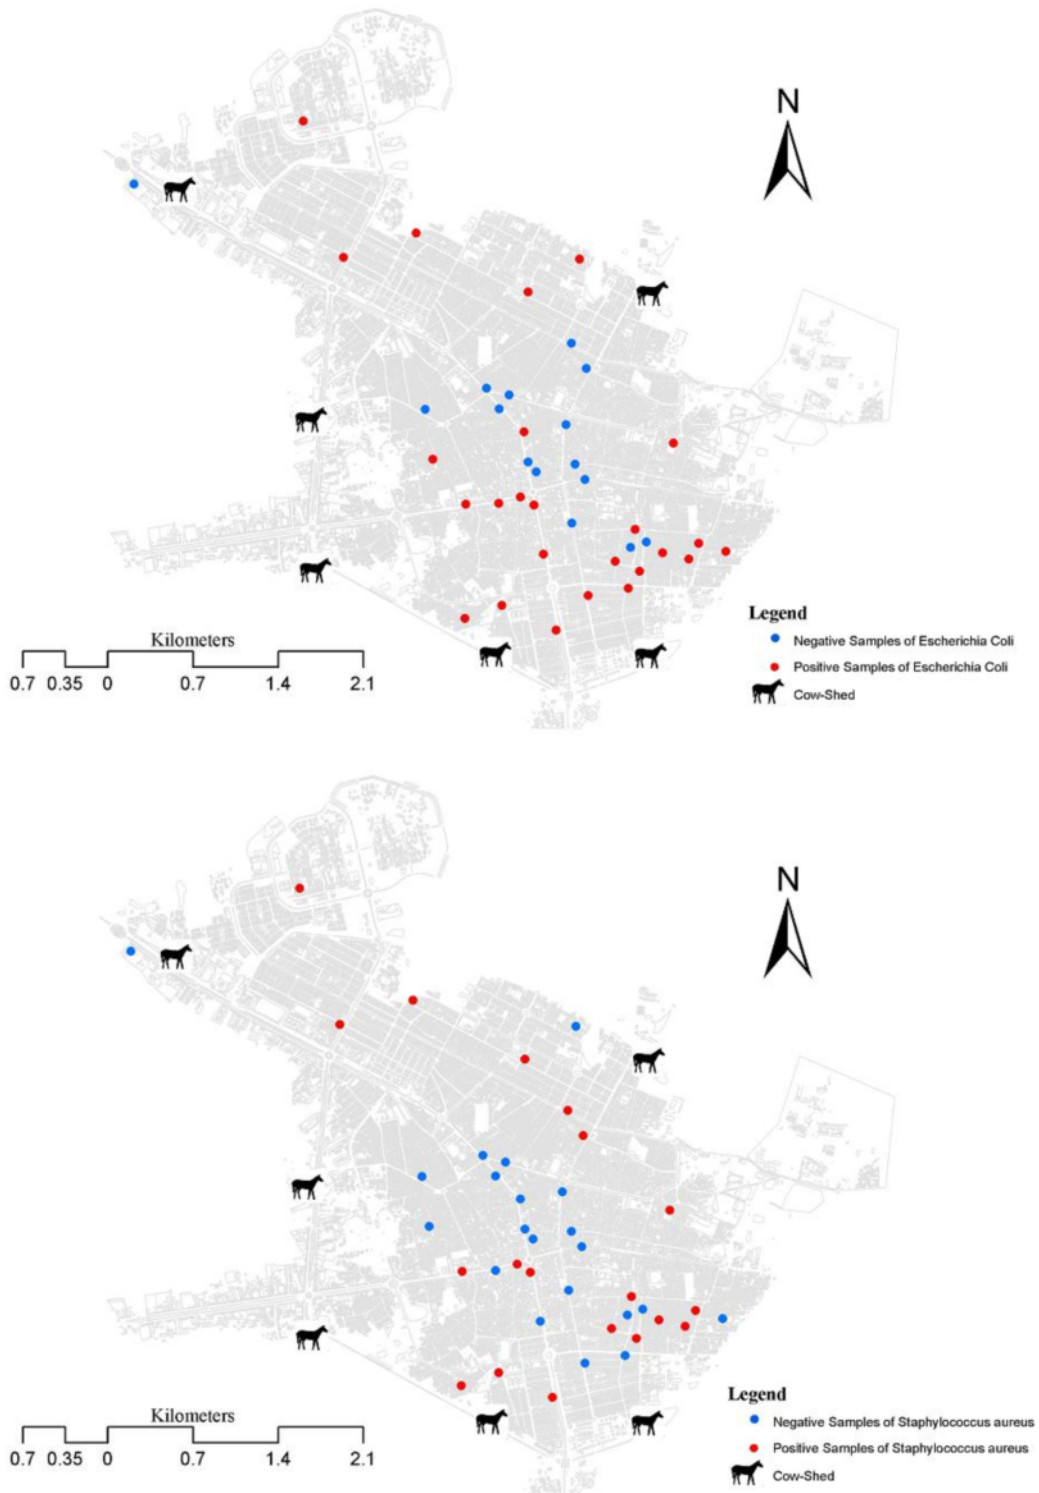 N
Legend
Negative Samples of Escherichia Coli
Positive Samples of Escherichia Coli
Cow-Shed
Kilometers
0.7 0.35 0 0.7 1.4 2.1
N
Legend
Negative Samples of Staphylococcus aureus
Positive Samples of Staphylococcus aureus
Cow-Shed
Kilometers
0.7 0.35 0 0.7 1.4 2.1